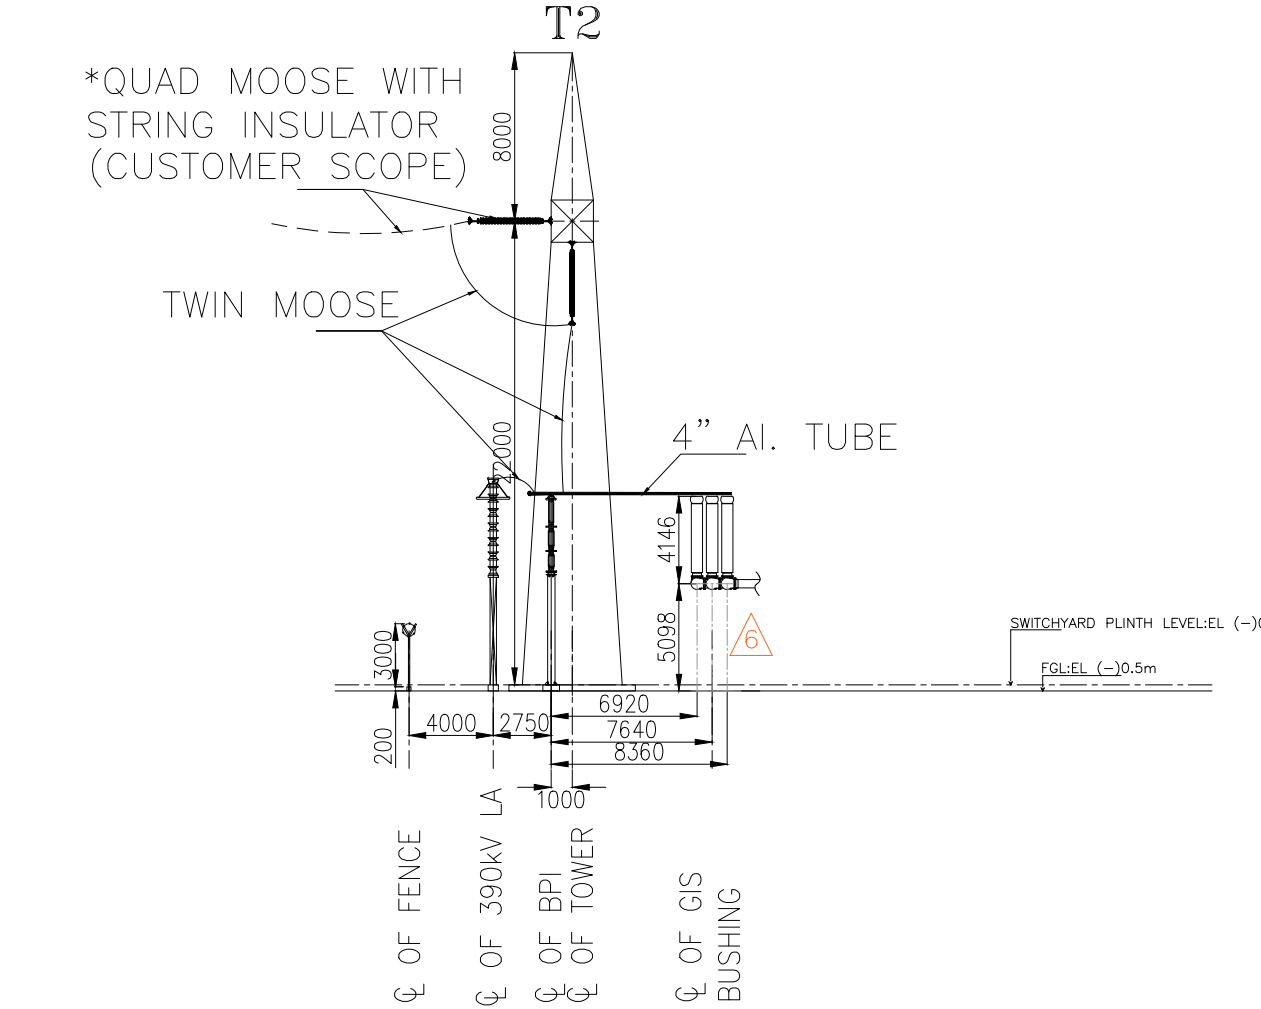 T2
*QUAD MOOSE WITH
STRING INSULATOR
(CUSTOMER SCOPE)
8000
TWIN MOOSE
22000
4" Al. TUBE
4146
5098
6
SWITCHYARD PLINTH LEVEL:EL (-)
FGL:EL (-)0.5m
3000
200
4000
2750
6920
7640
8360
1000
℄ OF FENCE
℄ OF 390kV LA
℄ OF BPI
℄ OF TOWER
℄ OF GIS
BUSHING